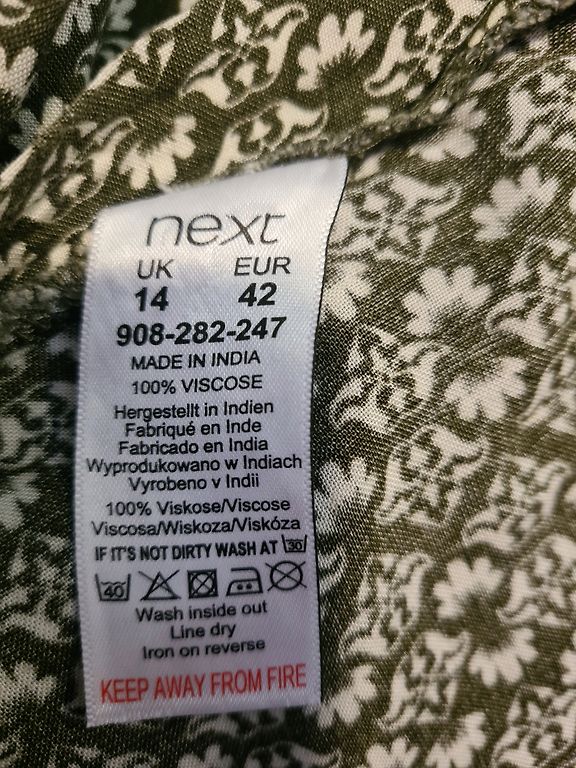 next
UK EUR
14 42
908-282-247
MADE IN INDIA
100% VISCOSE
Hergestellt in Indien
Fabriqué en Inde
Fabricado en India
Wyprodukowano w Indiach
Vyrobeno v Indii
100% Viskose/Viscose
Viscosa/Wiskoza/Viskóza
IF IT'S NOT DIRTY WASH AT 30
40
Wash inside out
Line dry
Iron on reverse
KEEP AWAY FROM FIRE